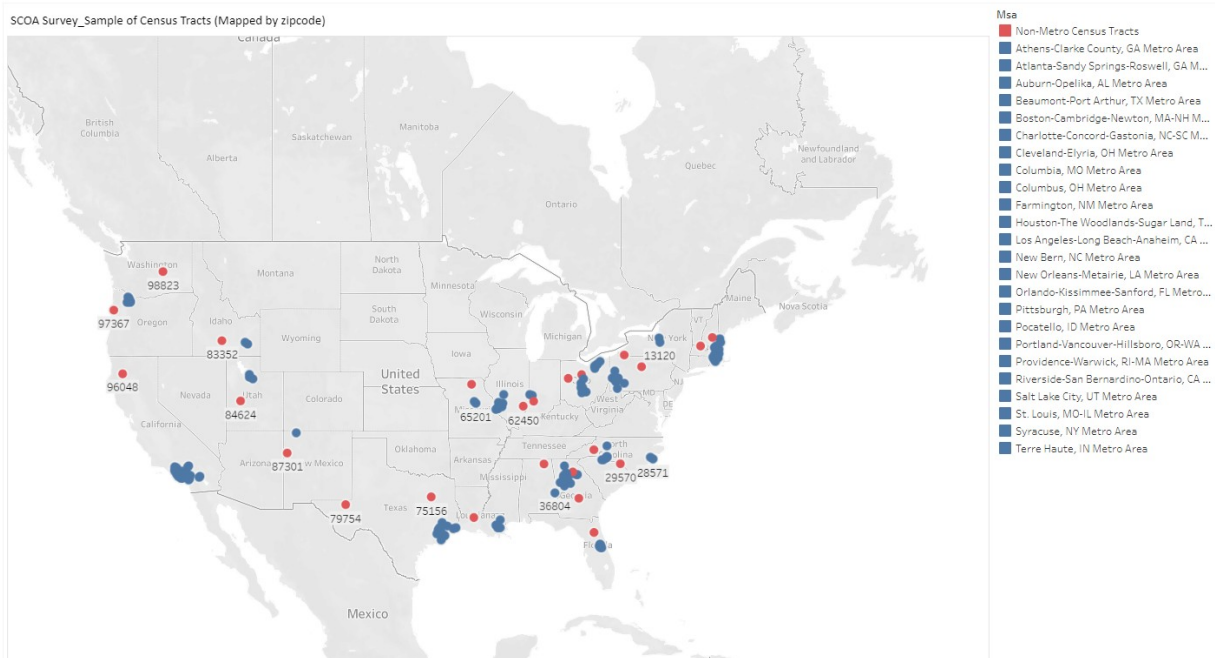 SCOA Survey_Sample of Census Tracts (Mapped by zipcode)
Canada
British
Columbia
Alberta
Saskatchewan
Manitoba
Ontario
Quebec
Newfoundland
and Labrador
Nova Scotia
Maine
Washington
98823
97367
Oregon
Idaho
83352
Montana
North
Dakota
South
Dakota
Minnesota
Wisconsin
Michigan
VT
New York
13120
96048
Nevada
Utah
84624
Wyoming
Colorado
United
States
Iowa
Illinois
65201
62450
Kentucky
West
Virginia
MD
DE
NJ
California
Arizona
New Mexico
87301
Oklahoma
Arkansas
Tennessee
North
Carolina
29570
28571
Mississippi
36804
Georgia
79754
Texas
75156
Louisiana
Florida
Mexico
Msa
Non-Metro Census Tracts
Athens-Clarke County, GA Metro Area
Atlanta-Sandy Springs-Roswell, GA M...
Auburn-Opelika, AL Metro Area
Beaumont-Port Arthur, TX Metro Area
Boston-Cambridge-Newton, MA-NH M...
Charlotte-Concord-Gastonia, NC-SC M...
Cleveland-Elyria, OH Metro Area
Columbia, MO Metro Area
Columbus, OH Metro Area
Farmington, NM Metro Area
Houston-The Woodlands-Sugar Land, T...
Los Angeles-Long Beach-Anaheim, CA ...
New Bern, NC Metro Area
New Orleans-Metairie, LA Metro Area
Orlando-Kissimmee-Sanford, FL Metro...
Pittsburgh, PA Metro Area
Pocatello, ID Metro Area
Portland-Vancouver-Hillsboro, OR-WA ...
Providence-Warwick, RI-MA Metro Area
Riverside-San Bernardino-Ontario, CA ...
Salt Lake City, UT Metro Area
St. Louis, MO-IL Metro Area
Syracuse, NY Metro Area
Terre Haute, IN Metro Area